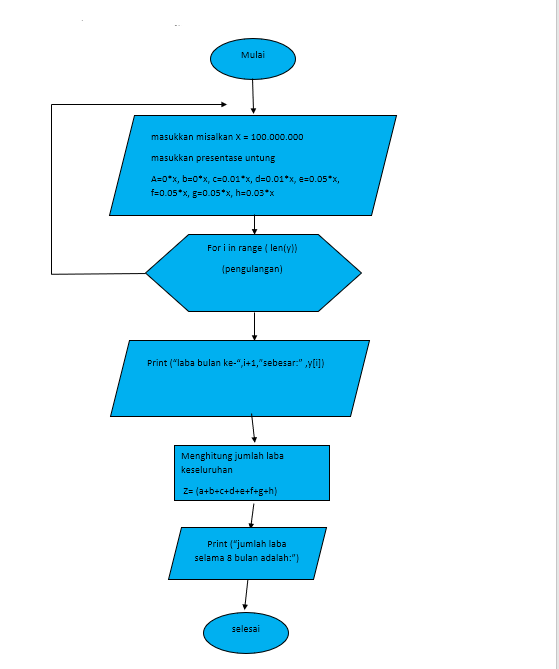 Mulai
masukkan misalkan X = 100.000.000
masukkan presentase untung
A=0*x, b=0*x, c=0.01*x, d=0.01*x, e=0.05*x,
f=0.05*x, g=0.05*x, h=0.03*x
For i in range ( len(y))
(pengulangan)
Print (“laba bulan ke-“,i+1,”sebesar:” ,y[i])
Menghitung jumlah laba
keseluruhan
Z= (a+b+c+d+e+f+g+h)
Print (“jumlah laba
selama 8 bulan adalah:”)
selesai